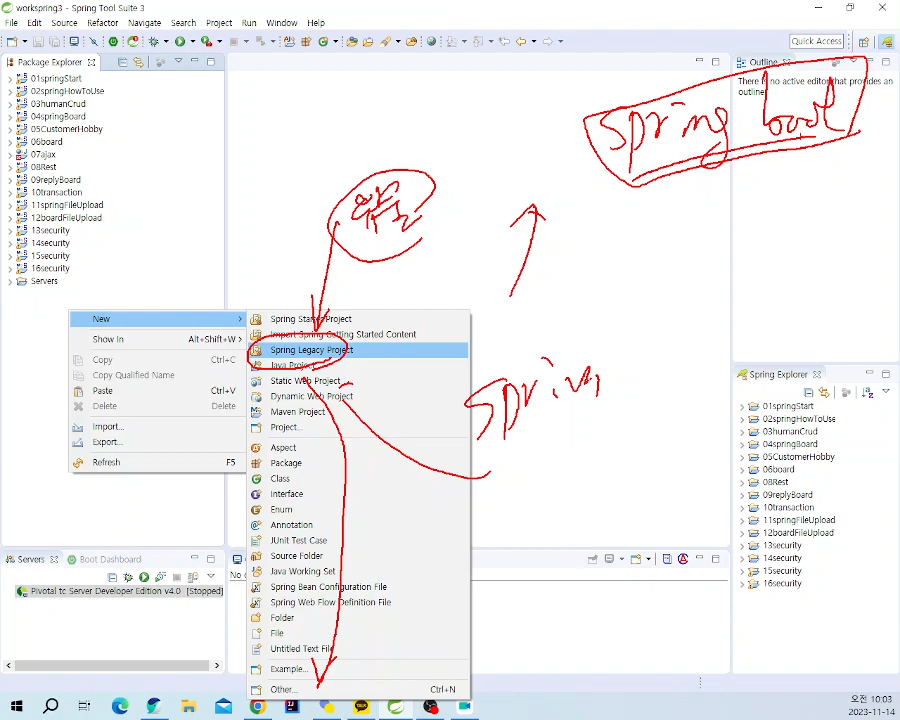 workspring3 - Spring Tool Suite 3
File Edit Source Refactor Navigate Search Project Run Window Help
Quick Access
Package Explorer
01springStart
02springHowToUse
03humanCrud
04springBoard
05CustomerHobby
06board
07ajax
08Rest
09replyBoard
10transaction
11springFileUpload
12boardFileUpload
13security
14security
15security
16security
Servers
Outline
There is no active editor that provides an
outline.
Spring boot
Spring
New
Show In Alt+Shift+W
Copy Ctrl+C
Copy Qualified Name
Paste Ctrl+V
Delete Delete
Import...
Export...
Refresh F5
Spring Starter Project
Import Spring Getting Started Content
Spring Legacy Project
Java Project
Static Web Project
Dynamic Web Project
Maven Project
Project...
Aspect
Package
Class
Interface
Enum
Annotation
JUnit Test Case
Source Folder
Java Working Set
Spring Bean Configuration File
Spring Web Flow Definition File
Folder
File
Untitled Text File
Example...
Other... Ctrl+N
Spring Explorer
01springStart
02springHowToUse
03humanCrud
04springBoard
05CustomerHobby
06board
08Rest
09replyBoard
10transaction
11springFileUpload
12boardFileUpload
13security
14security
15security
16security
Servers
Boot Dashboard
Pivotal tc Server Developer Edition v4.0 [Stopped]
오전 10:03
2023-11-14